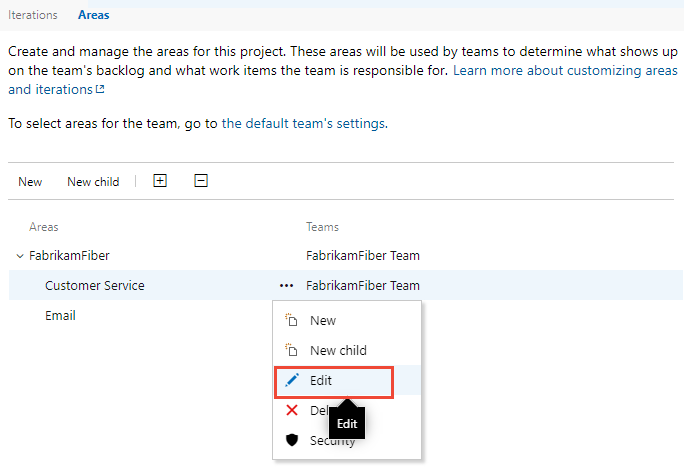 Iterations Areas
Create and manage the areas for this project. These areas will be used by teams to determine what shows up
on the team's backlog and what work items the team is responsible for. Learn more about customizing areas
and iterations
To select areas for the team, go to the default team's settings.
New New child
Areas Teams
FabrikamFiber FabrikamFiber Team
Customer Service FabrikamFiber Team
Email
New
New child
Edit
Edit
Security